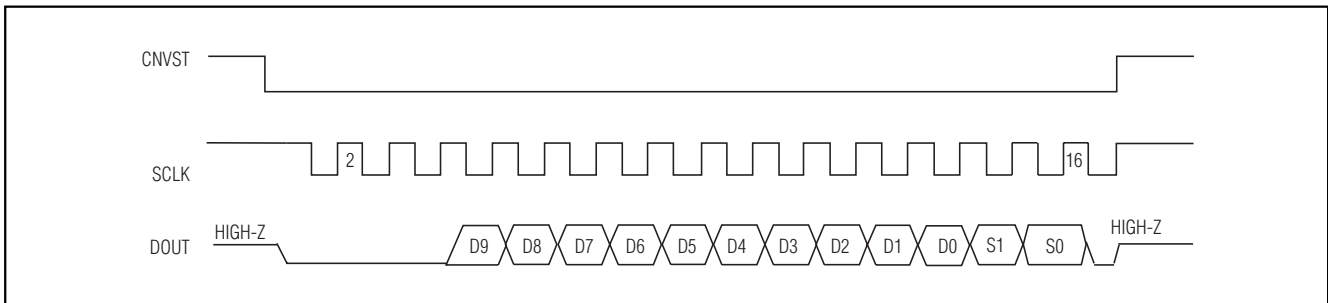 CNVST
SCLK
2
16
DOUT
HIGH-Z
D9 D8 D7 D6 D5 D4 D3 D2 D1 D0 S1 S0
HIGH-Z